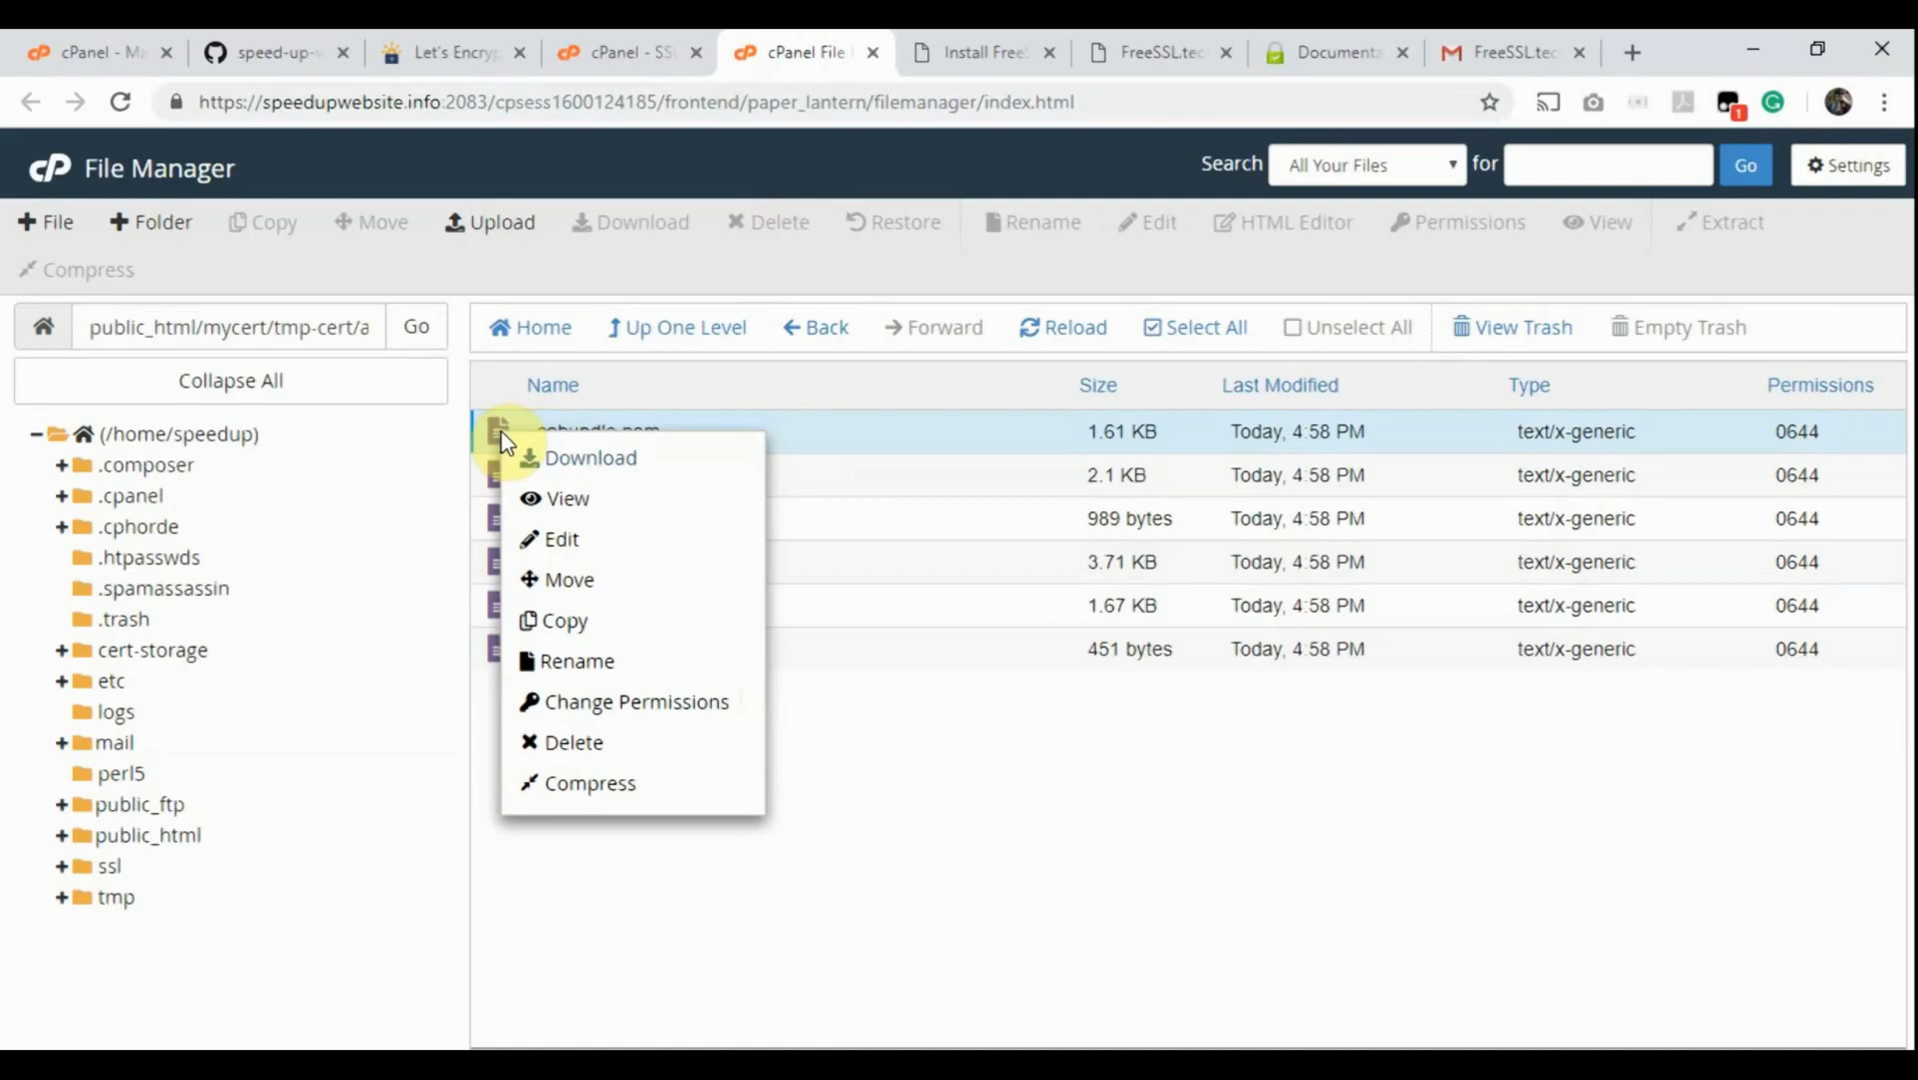 cPanel - Ma
speed-up-w
Let's Encryp
cPanel - SSL
cPanel File
Install FreeS
FreeSSL.tec
Documenta
FreeSSL.tec
https://speedupwebsite.info:2083/cpsess1600124185/frontend/paper_lantern/filemanager/index.html
1
cP File Manager
Search All Your Files for Go Settings
File Folder Copy Move Upload Download Delete Restore Rename Edit HTML Editor Permissions View Extract
Compress
public_html/mycert/tmp-cert/a Go
Home Up One Level Back Forward Reload Select All Unselect All View Trash Empty Trash
Collapse All
Name Size Last Modified Type Permissions
1.61 KB Today, 4:58 PM text/x-generic 0644
2.1 KB Today, 4:58 PM text/x-generic 0644
989 bytes Today, 4:58 PM text/x-generic 0644
3.71 KB Today, 4:58 PM text/x-generic 0644
1.67 KB Today, 4:58 PM text/x-generic 0644
451 bytes Today, 4:58 PM text/x-generic 0644
Download
View
Edit
Move
Copy
Rename
Change Permissions
Delete
Compress
(/home/speedup)
.composer
.cpanel
.cphorde
.htpasswds
.spamassassin
.trash
cert-storage
etc
logs
mail
perl5
public_ftp
public_html
ssl
tmp